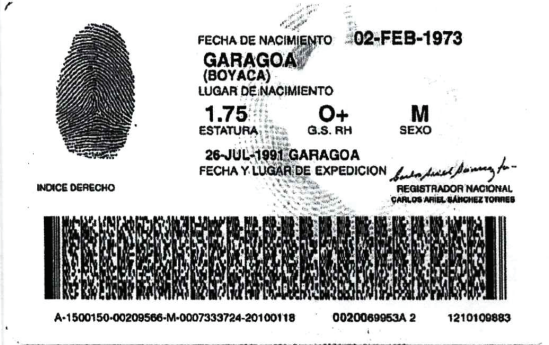 FECHA DE NACIMIENTO 02-FEB-1973
GARAGOA
(BOYACA)
LUGAR DE NACIMIENTO
1.75 O+ M
ESTATURA G.S. RH SEXO
26-JUL-1991 GARAGOA
FECHA Y LUGAR DE EXPEDICION
INDICE DERECHO
REGISTRADOR NACIONAL
CARLOS ARIEL SÁNCHEZ TORRES
A-1500150-00209566-M-0007333724-20100118 0020069953A 2 1210109883